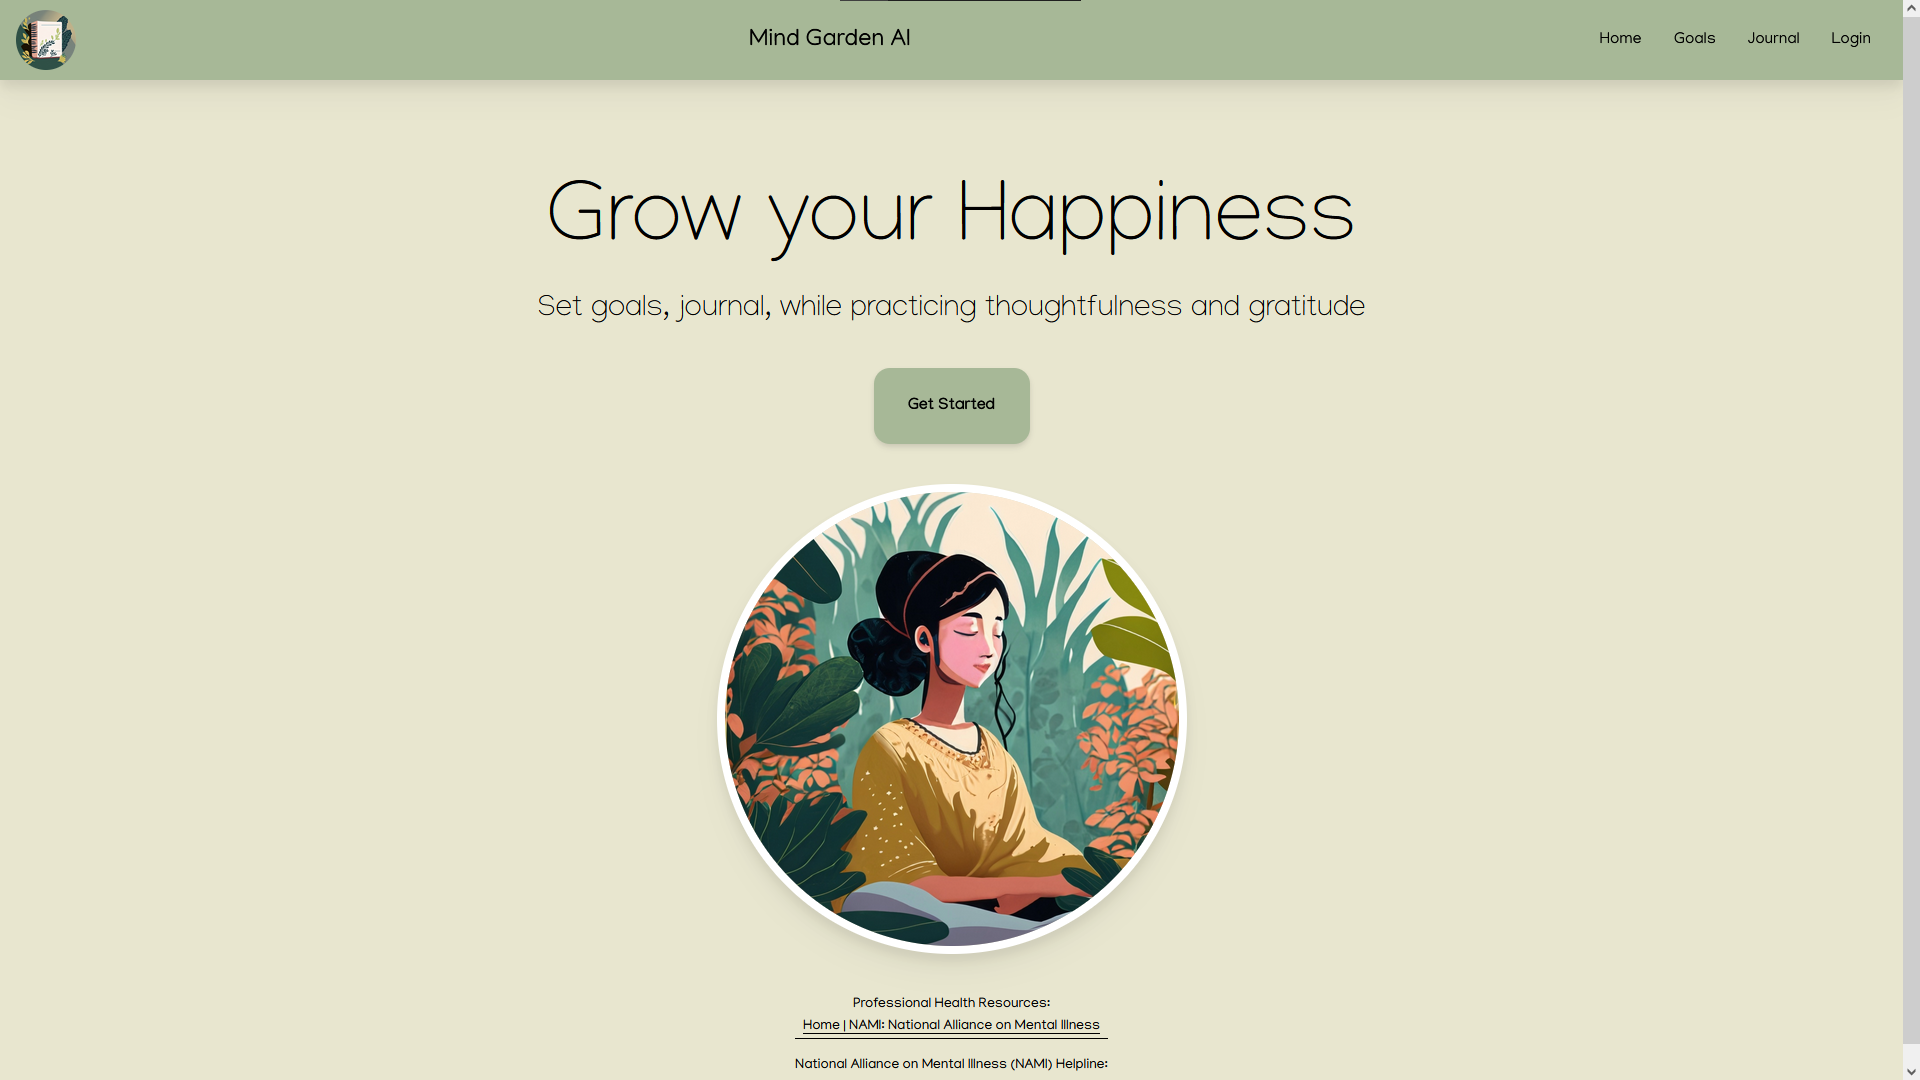 Mind Garden AI
Home Goals Journal Login
Grow your Happiness
Set goals, journal, while practicing thoughtfulness and gratitude
Get Started
Professional Health Resources:
Home | NAMI: National Alliance on Mental Illness
National Alliance on Mental Illness (NAMI) Helpline: